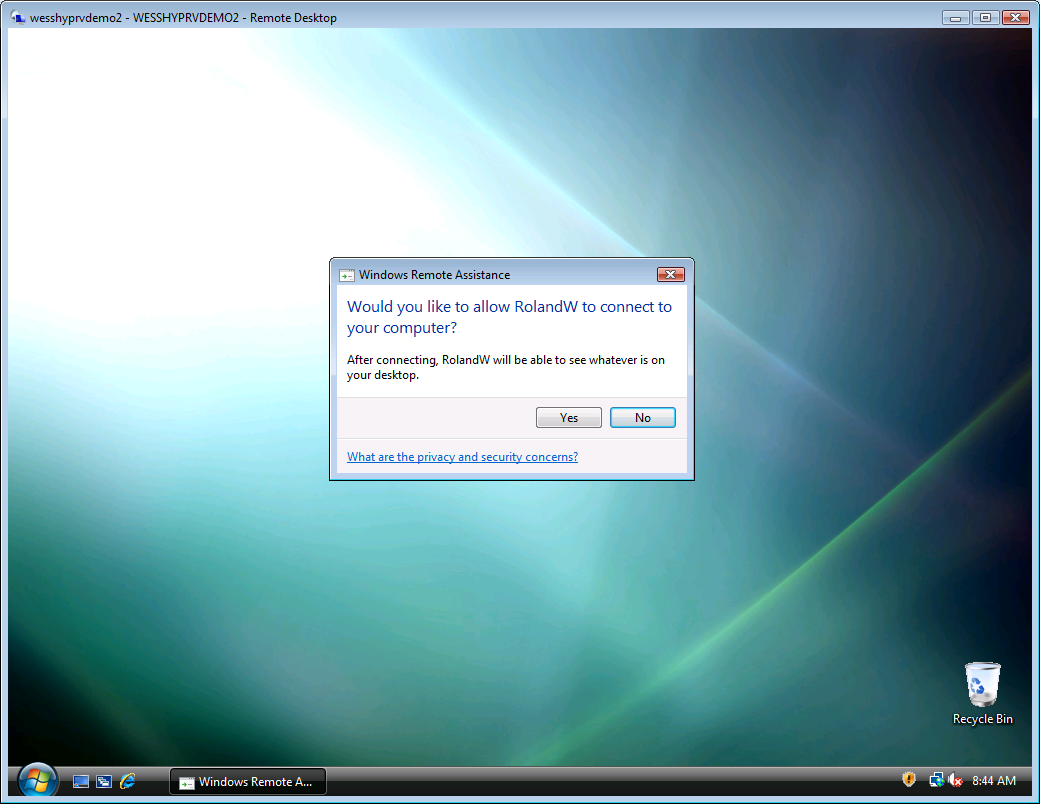 wesshyprvdemo2 - WESSHYPRVDEMO2 - Remote Desktop
Windows Remote Assistance
Would you like to allow RolandW to connect to
your computer?
After connecting, RolandW will be able to see whatever is on
your desktop.
Yes No
What are the privacy and security concerns?
Recycle Bin
Windows Remote A...
8:44 AM